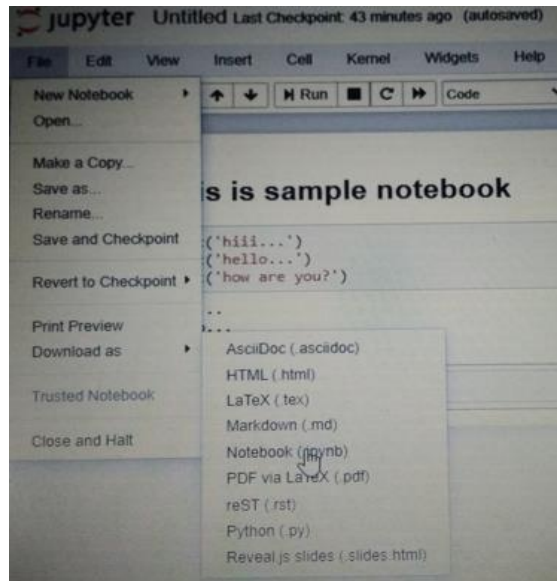 jupyter Untitled Last Checkpoint: 43 minutes ago (autosaved)
File Edit View Insert Cell Kernel Widgets Help
New Notebook
Run Code
Open...
Make a Copy...
Save as...
is is sample notebook
Rename...
Save and Checkpoint
('hiii...')
('hello...')
Revert to Checkpoint
('how are you?')
Print Preview
Download as
AsciiDoc (.asciidoc)
HTML (.html)
Trusted Notebook
LaTeX (.tex)
Markdown (.md)
Close and Halt
Notebook (.ipynb)
PDF via LaTeX (.pdf)
reST (.rst)
Python (.py)
Reveal.js slides (.slides.html)